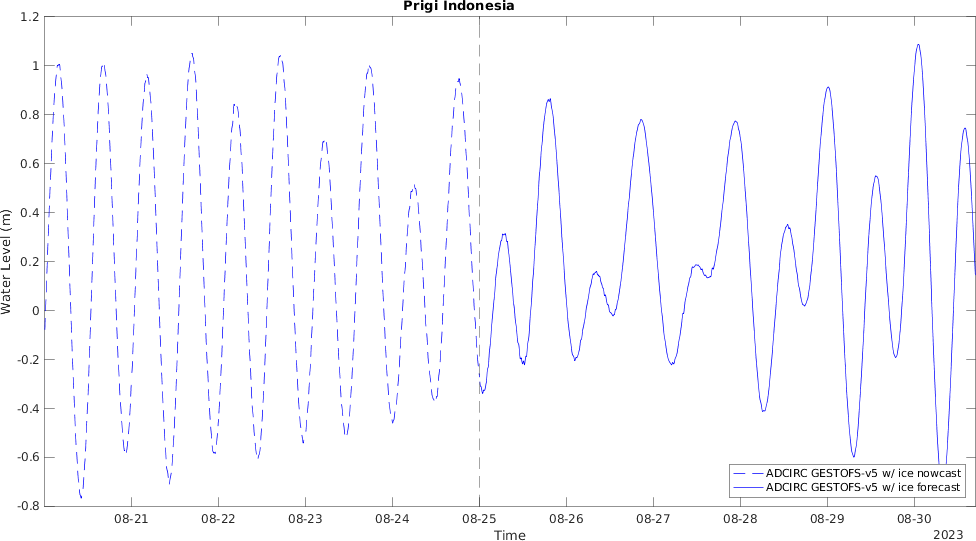 Prigi Indonesia
1.2
1
0.8
0.6
0.4
0.2
0
-0.2
-0.4
-0.6
-0.8
Water Level (m)
ADCIRC GESTOFS-v5 w/ ice nowcast
ADCIRC GESTOFS-v5 w/ ice forecast
08-21 08-22 08-23 08-24 08-25 08-26 08-27 08-28 08-29 08-30
Time
2023